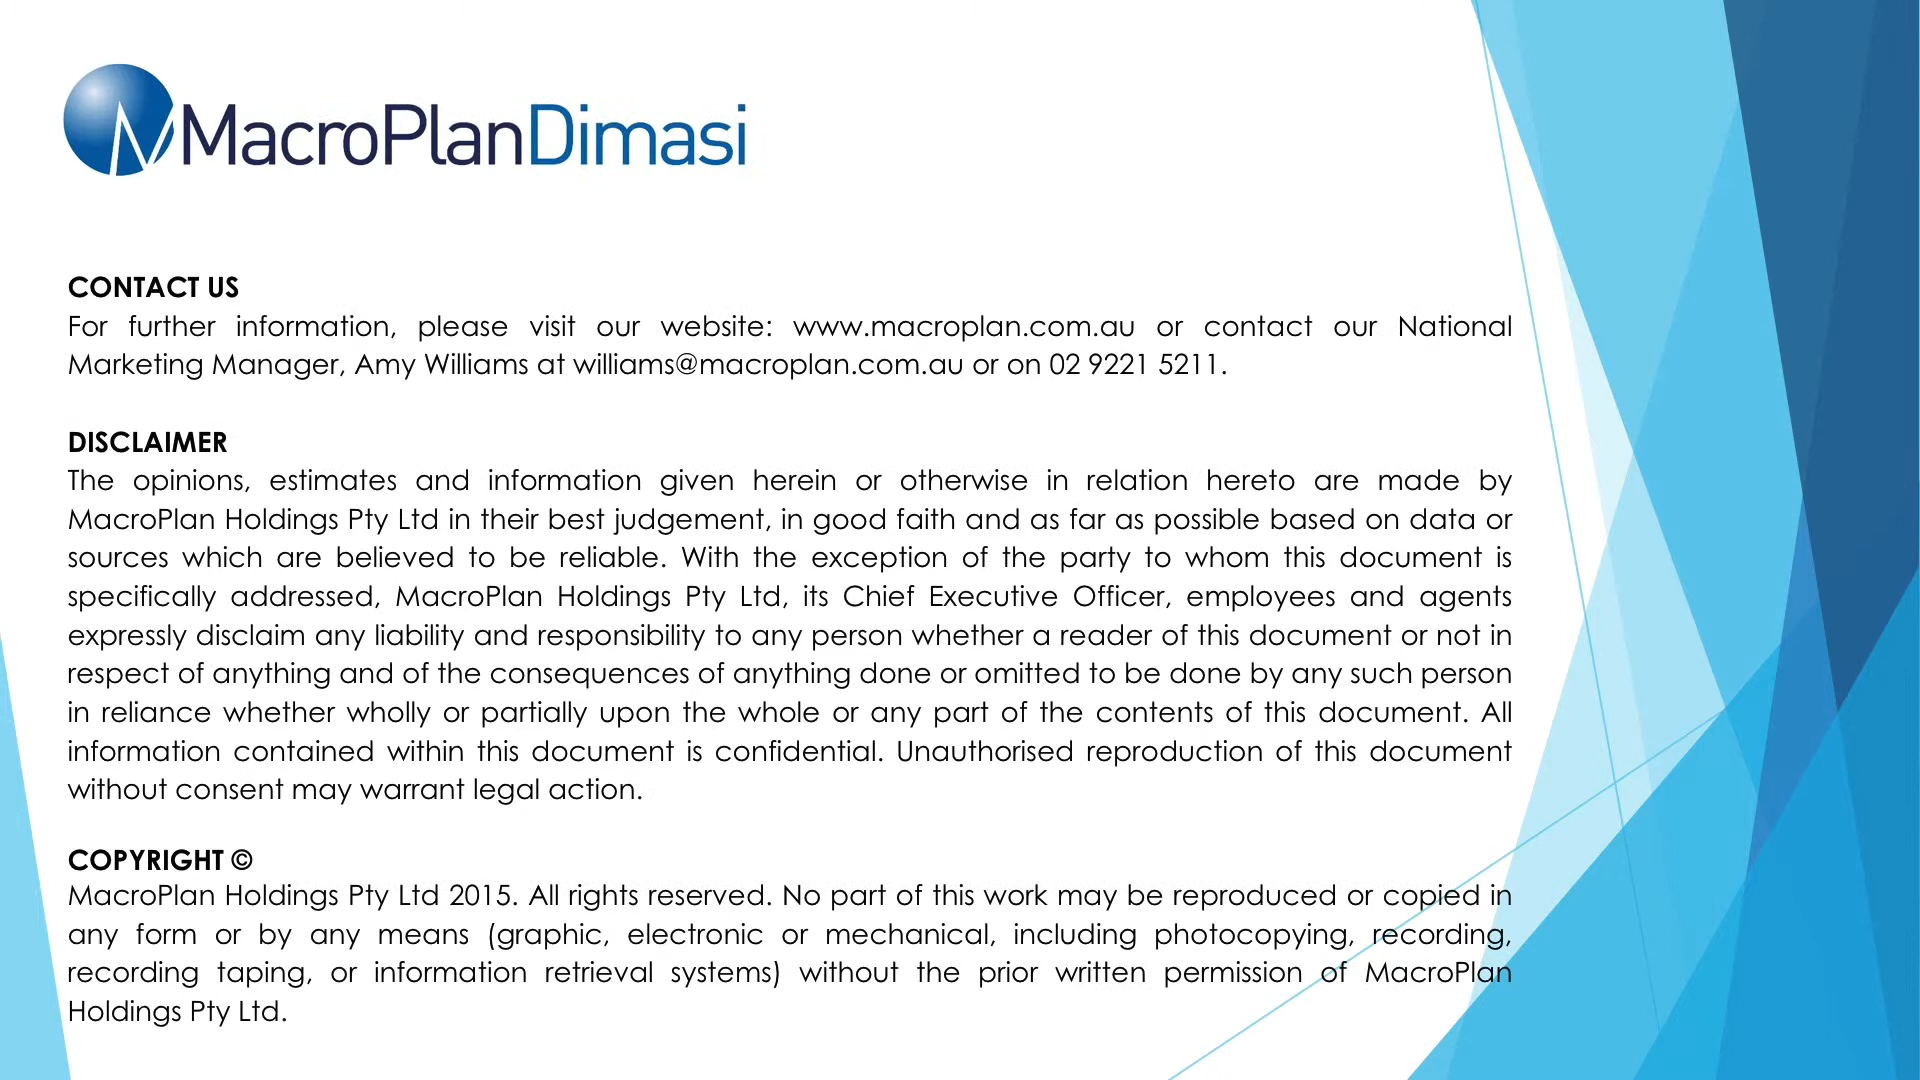 MacroPlanDimasi
CONTACT US
For further information, please visit our website: www.macroplan.com.au or contact our National
Marketing Manager, Amy Williams at williams@macroplan.com.au or on 02 9221 5211.
DISCLAIMER
The opinions, estimates and information given herein or otherwise in relation hereto are made by
MacroPlan Holdings Pty Ltd in their best judgement, in good faith and as far as possible based on data or
sources which are believed to be reliable. With the exception of the party to whom this document is
specifically addressed, MacroPlan Holdings Pty Ltd, its Chief Executive Officer, employees and agents
expressly disclaim any liability and responsibility to any person whether a reader of this document or not in
respect of anything and of the consequences of anything done or omitted to be done by any such person
in reliance whether wholly or partially upon the whole or any part of the contents of this document. All
information contained within this document is confidential. Unauthorised reproduction of this document
without consent may warrant legal action.
COPYRIGHT ©
MacroPlan Holdings Pty Ltd 2015. All rights reserved. No part of this work may be reproduced or copied in
any form or by any means (graphic, electronic or mechanical, including photocopying, recording,
recording taping, or information retrieval systems) without the prior written permission of MacroPlan
Holdings Pty Ltd.